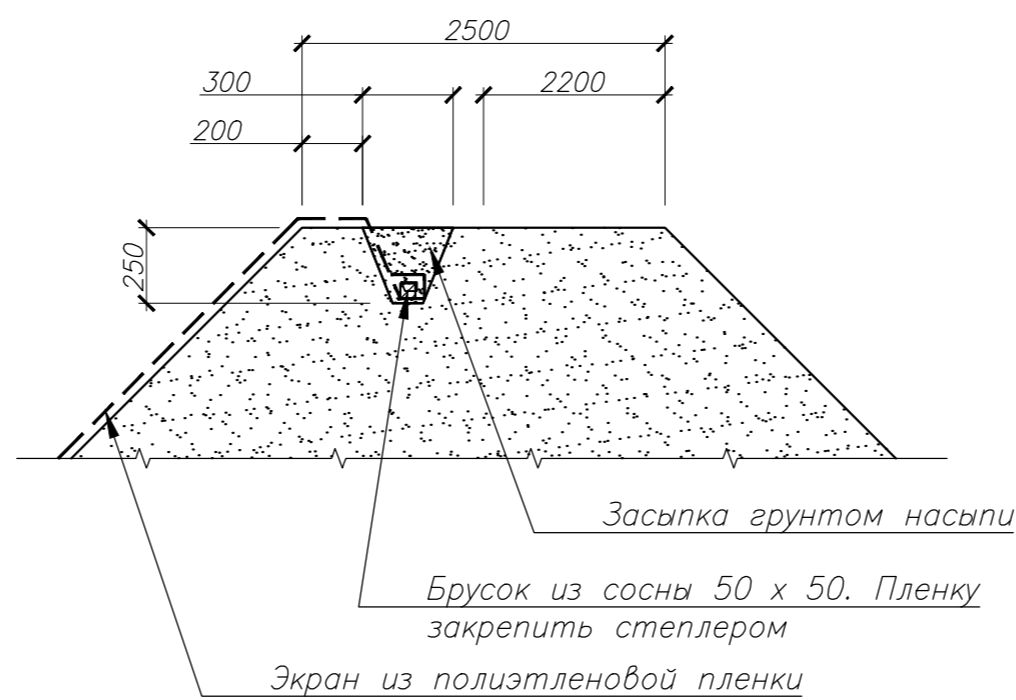 2500
300
2200
200
250
Засыпка грунтом насыпи
Брусок из сосны 50 x 50. Пленку
закрепить степлером
Экран из полиэтленовой пленки